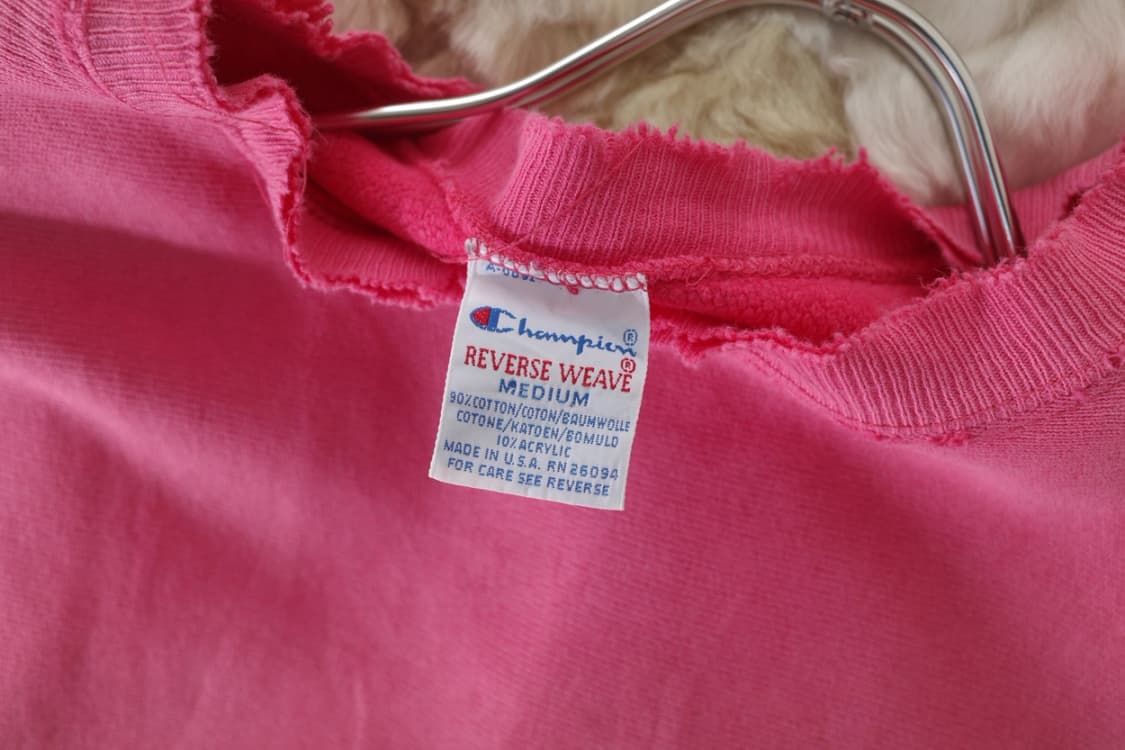 Champion®
REVERSE WEAVE®
MEDIUM
90% COTTON/COTON/BAUMWOLLE
COTONE/KATOEN/BOMULD
10% ACRYLIC
MADE IN U.S.A. RN 26094
FOR CARE SEE REVERSE